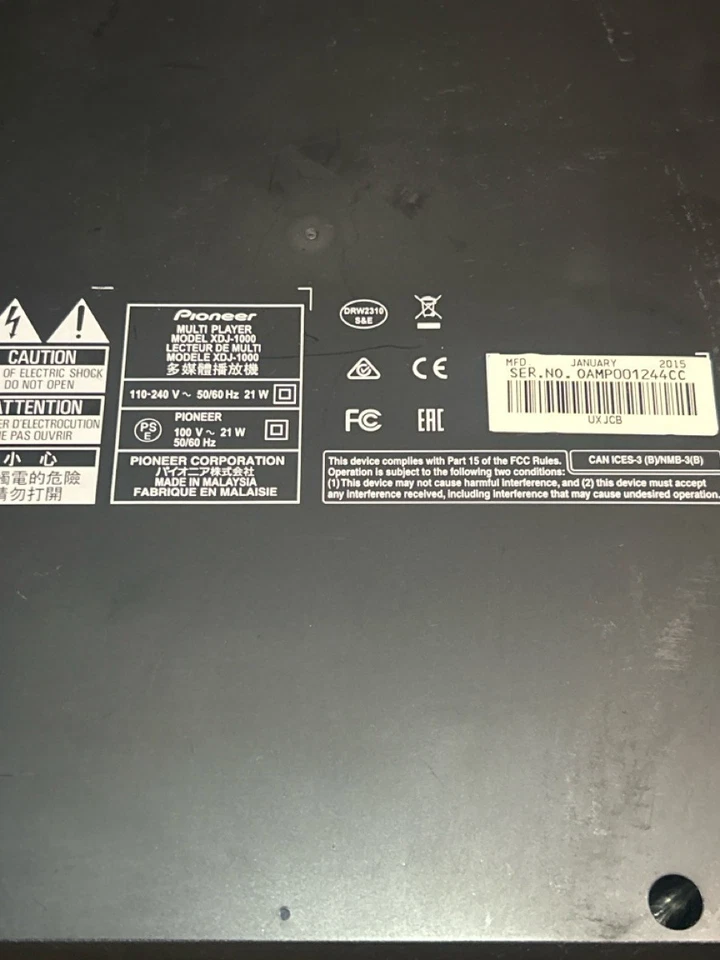 CAUTION
OF ELECTRIC SHOCK
DO NOT OPEN
ATTENTION
ER D'ELECTROCUTION
NE PAS OUVRIR
小 心
觸電的危險
請勿打開
Pioneer
MULTI PLAYER
MODEL XDJ-1000
LECTEUR DE MULTI
MODELE XDJ-1000
多媒體播放機
110-240 V ～ 50/60 Hz 21 W
PS
E
PIONEER
100 V ～ 21 W
50/60 Hz
PIONEER CORPORATION
パイオニア株式会社
MADE IN MALAYSIA
FABRIQUE EN MALAISIE
DRW2310
S&E
CE
FC
EAC
MFD. JANUARY 2015
SER.NO. OAMP001244CC
UXJCB
This device complies with Part 15 of the FCC Rules.
CAN ICES-3 (B)/NMB-3(B)
Operation is subject to the following two conditions:
(1)This device may not cause harmful interference, and (2) this device must accept
any interference received, including interference that may cause undesired operation.